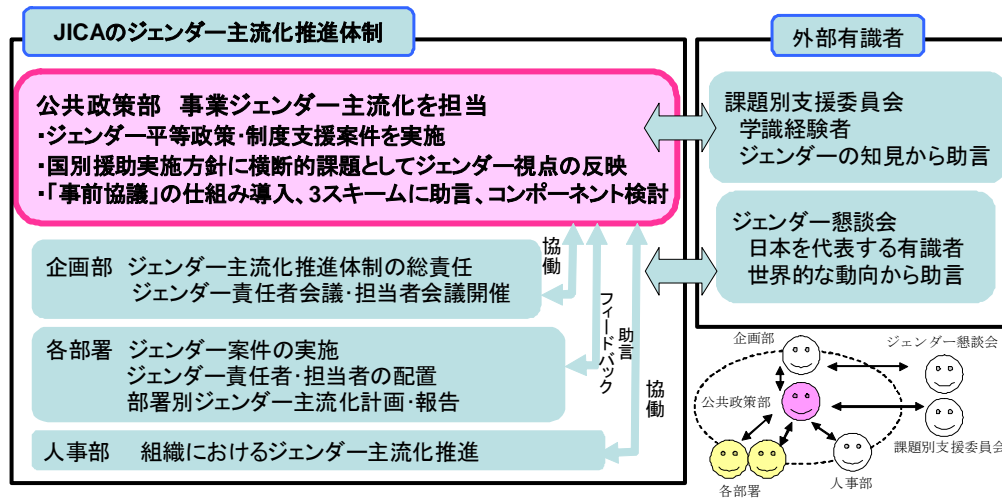 JICAのジェンダー主流化推進体制
公共政策部 事業ジェンダー主流化を担当
・ジェンダー平等政策・制度支援案件を実施
・国別援助実施方針に横断的課題としてジェンダー視点の反映
・「事前協議」の仕組み導入、3スキームに助言、コンポーネント検討
企画部 ジェンダー主流化推進体制の総責任
ジェンダー責任者会議・担当者会議開催
各部署 ジェンダー案件の実施
ジェンダー責任者・担当者の配置
部署別ジェンダー主流化計画・報告
人事部 組織におけるジェンダー主流化推進
協働
フィードバック
助言
協働
外部有識者
課題別支援委員会
学識経験者
ジェンダーの知見から助言
ジェンダー懇談会
日本を代表する有識者
世界的な動向から助言
企画部
ジェンダー懇談会
公共政策部
課題別支援委員会
各部署
人事部